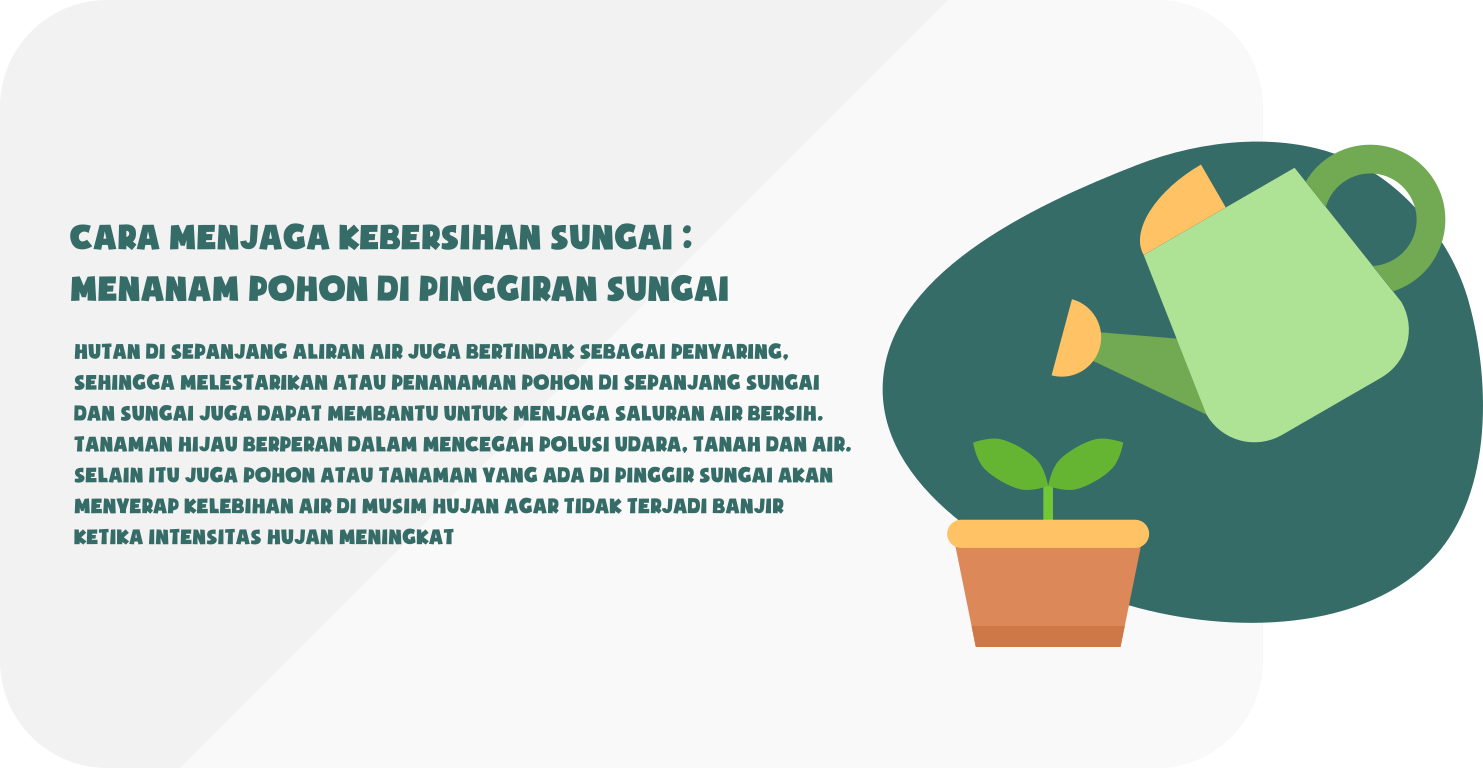 CARA MENJAGA KEBERSIHAN SUNGAI :
MENANAM POHON DI PINGGIRAN SUNGAI
HUTAN DI SEPANJANG ALIRAN AIR JUGA BERTINDAK SEBAGAI PENYARING,
SEHINGGA MELESTARIKAN ATAU PENANAMAN POHON DI SEPANJANG SUNGAI
DAN SUNGAI JUGA DAPAT MEMBANTU UNTUK MENJAGA SALURAN AIR BERSIH.
TANAMAN HIJAU BERPERAN DALAM MENCEGAH POLUSI UDARA, TANAH DAN AIR.
SELAIN ITU JUGA POHON ATAU TANAMAN YANG ADA DI PINGGIR SUNGAI AKAN
MENYERAP KELEBIHAN AIR DI MUSIM HUJAN AGAR TIDAK TERJADI BANJIR
KETIKA INTENSITAS HUJAN MENINGKAT